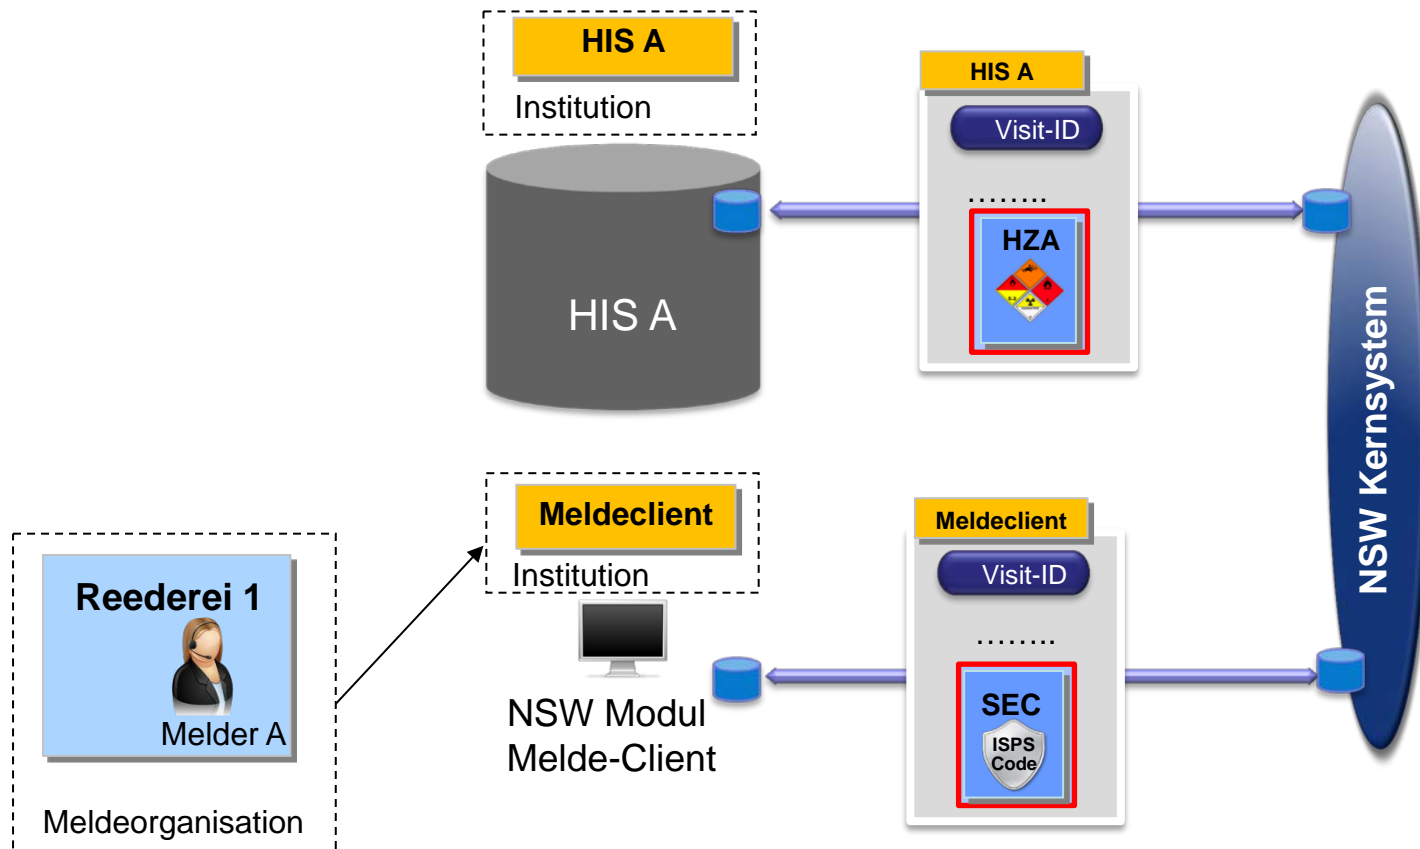 HIS A
Institution
HIS A
HIS A
Visit-ID
........
HZA
NSW Kernsystem
Reederei 1
Melder A
Meldeorganisation
Meldeclient
Institution
NSW Modul
Melde-Client
Meldeclient
Visit-ID
........
SEC
ISPS
Code